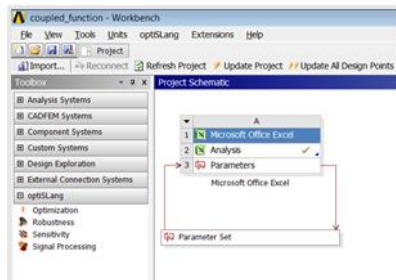 coupled_function - Workbench
File View Tools Units optiSLang Extensions Help
Project
Import... Reconnect Refresh Project Update Project Update All Design Points
Toolbox
Project Schematic
Analysis Systems
CADFEM Systems
Component Systems
Custom Systems
Design Exploration
External Connection Systems
optiSLang
Optimization
Robustness
Sensitivity
Signal Processing
A
1 Microsoft Office Excel
2 Analysis
3 Parameters
Microsoft Office Excel
Parameter Set